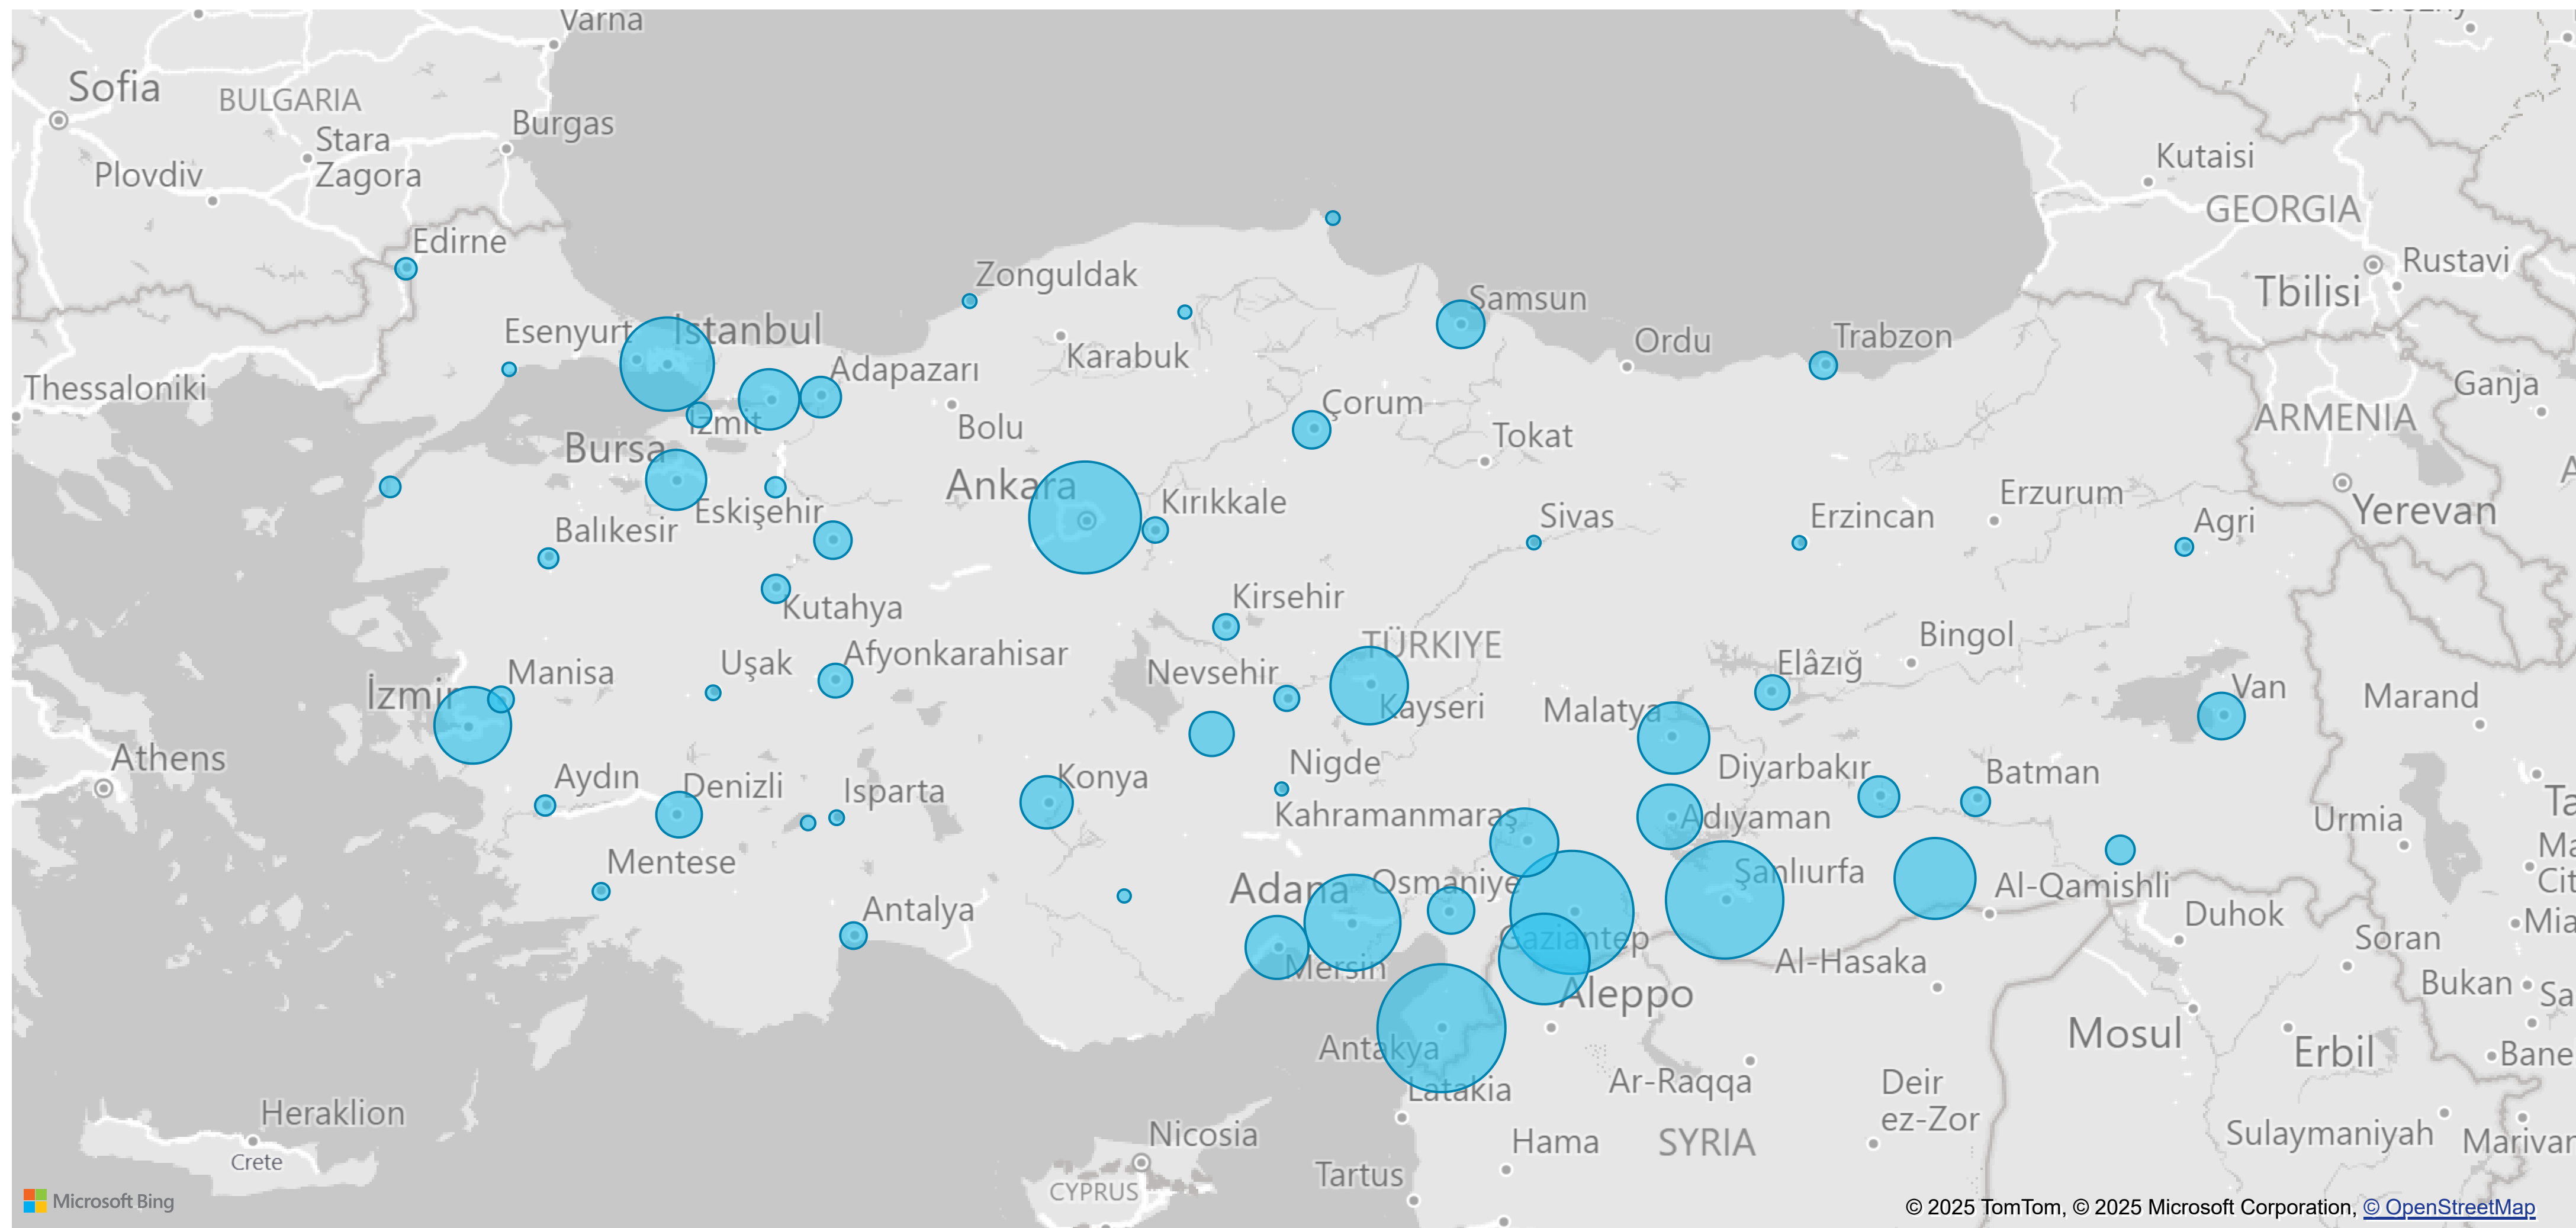 Varna
Sofia
BULGARIA
Burgas
Stara
Zagora
Plovdiv
Kutaisi
GEORGIA
Edirne
Rustavi
Tbilisi
Zonguldak
Samsun
Esenyurt
Istanbul
Ordu
Trabzon
Karabuk
Adapazarı
Thessaloniki
Ganja
Çorum
ARMENIA
Izmit
Bolu
Tokat
Bursa
Ankara
Kırıkkale
Erzurum
Eskişehir
Yerevan
Sivas
Erzincan
Agri
Balıkesir
Kirsehir
Kutahya
TÜRKIYE
Bingol
Afyonkarahisar
Uşak
Elâzığ
Manisa
Nevsehir
Van
İzmir
Marand
Kayseri
Malatya
Athens
Nigde
Diyarbakır
Batman
Aydın
Denizli
Isparta
Konya
Kahramanmaraş
Adıyaman
Urmia
Mentese
Şanlıurfa
Osmaniye
Adana
Al-Qamishli
Antalya
Duhok
Gaziantep
Soran
Mersin
Al-Hasaka
Bukan
Aleppo
Mosul
Antakya
Erbil
Bane
Ar-Raqqa
Deir
ez-Zor
Latakia
Heraklion
Nicosia
Hama
SYRIA
Sulaymaniyah
Marivan
Crete
Tartus
CYPRUS
Microsoft Bing
© 2025 TomTom, © 2025 Microsoft Corporation, © OpenStreetMap